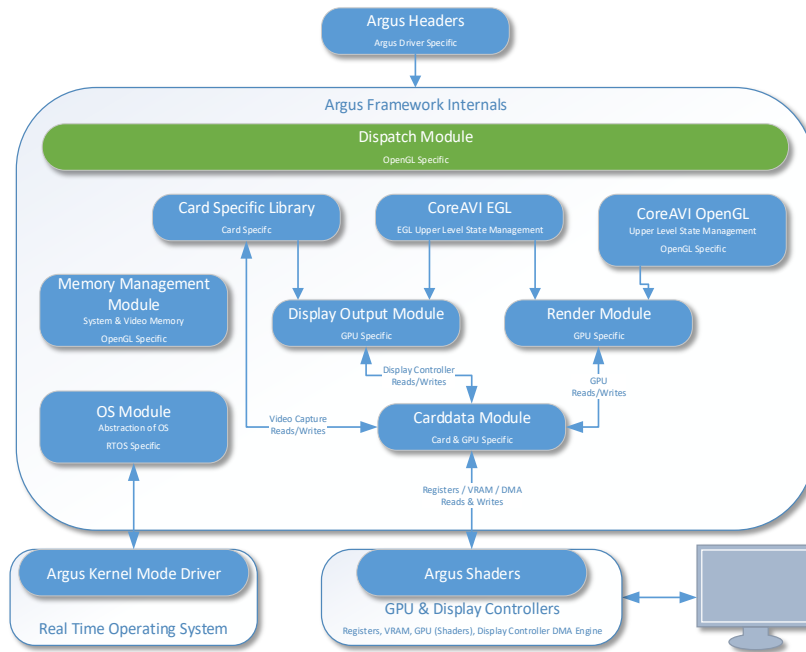 Argus Headers
Argus Driver Specific
Argus Framework Internals
Dispatch Module
OpenGL Specific
Card Specific Library
Card Specifc
CoreAVI EGL
EGL Upper Level State Management
CoreAVI OpenGL
Upper Level State Management
OpenGL Specific
Memory Management
Module
System & Video Memory
OpenGL Specific
Display Output Module
GPU Specific
Render Module
GPU Specific
Display Controller
Reads/Writes
GPU
Reads/Writes
OS Module
Abstraction of OS
RTOS Specific
Video Capture
Reads/Writes
Carddata Module
Card & GPU Specific
Registers / VRAM / DMA
Reads & Writes
Argus Kernel Mode Driver
Real Time Operating System
Argus Shaders
GPU & Display Controllers
Registers, VRAM, GPU (Shaders), Display Controller DMA Engine